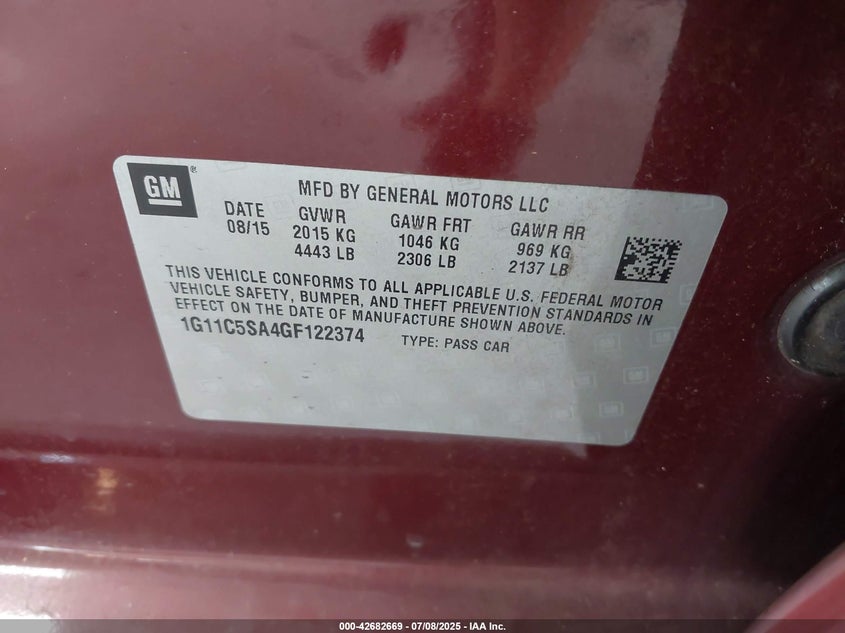 GM®
MFD BY GENERAL MOTORS LLC
DATE GVWR GAWR FRT GAWR RR
08/15 2015 KG 1046 KG 969 KG
4443 LB 2306 LB 2137 LB
THIS VEHICLE CONFORMS TO ALL APPLICABLE U.S. FEDERAL MOTOR
VEHICLE SAFETY, BUMPER, AND THEFT PREVENTION STANDARDS IN
EFFECT ON THE DATE OF MANUFACTURE SHOWN ABOVE.
1G11C5SA4GF122374 TYPE: PASS CAR
000-42682669 - 07/08/2025 - IAA Inc.